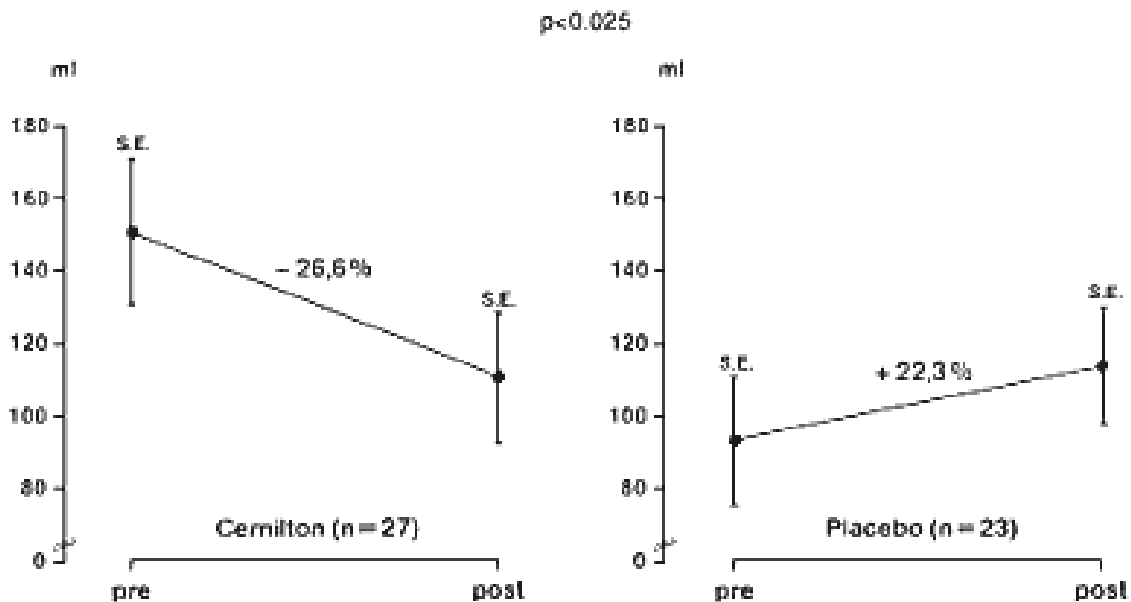 p<0.025
ml
180
160
140
120
100
80
0
S.E.
- 26,6%
S.E.
Cernilton (n = 27)
pre
post
ml
180
160
140
120
100
80
0
S.E.
+ 22,3%
S.E.
Placebo (n = 23)
pre
post